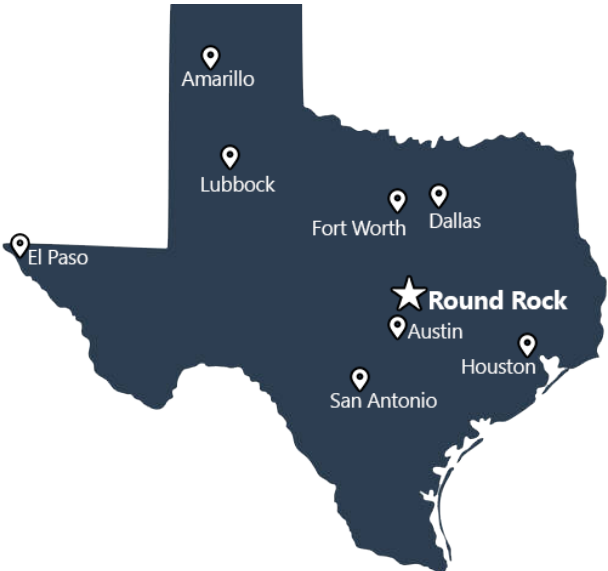 Amarillo
Lubbock
Fort Worth
Dallas
El Paso
Round Rock
Austin
Houston
San Antonio